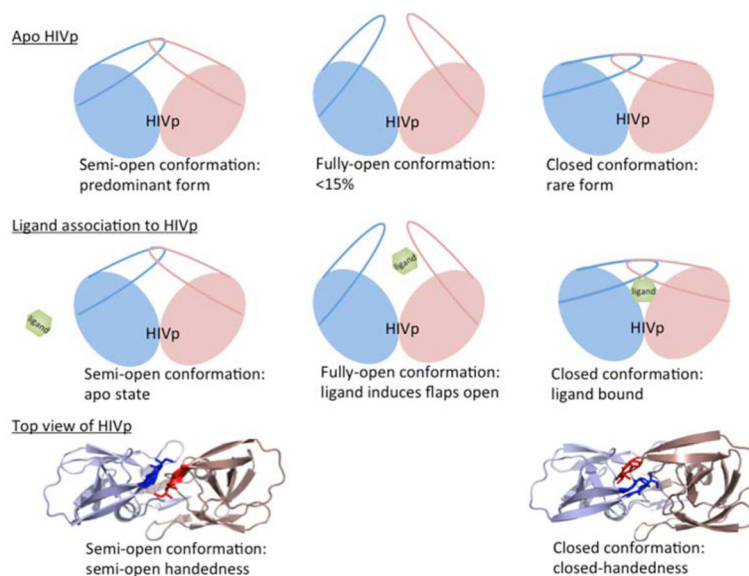 Apo HIVp
HIVp
HIVp
HIVp
Semi-open conformation:
predominant form
Fully-open conformation:
<15%
Closed conformation:
rare form
Ligand association to HIVp
ligand
HIVp
ligand
HIVp
ligand
HIVp
Semi-open conformation:
apo state
Fully-open conformation:
ligand induces flaps open
Closed conformation:
ligand bound
Top view of HIVp
Semi-open conformation:
semi-open handedness
Closed conformation:
closed-handedness